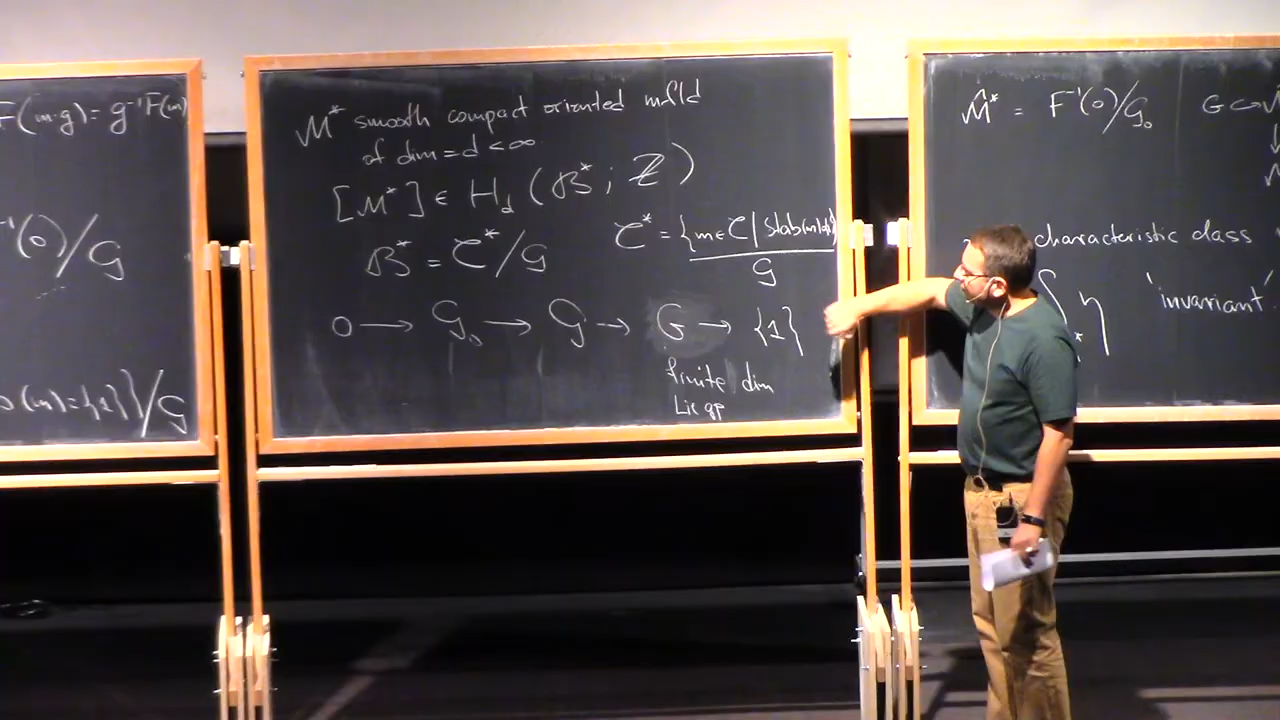 F(m·g) = g⁻¹F(m)
⁻¹(0)/𝒢
(m) = {1}}/𝒢
ℳ* smooth compact oriented mfld
of dim = d < ∞
[ℳ*] ∈ H_d (ℬ*; ℤ)
ℬ* = 𝒞*/𝒢
𝒞* = {m ∈ 𝒞 | Stab(m)
𝒢
0 → 𝒢₀ → 𝒢 → G → {1}
finite dim
Lie gp
ℳ̂* = F⁻¹(0)/𝒢₀
G
characteristic class
∫ η
'invariant'